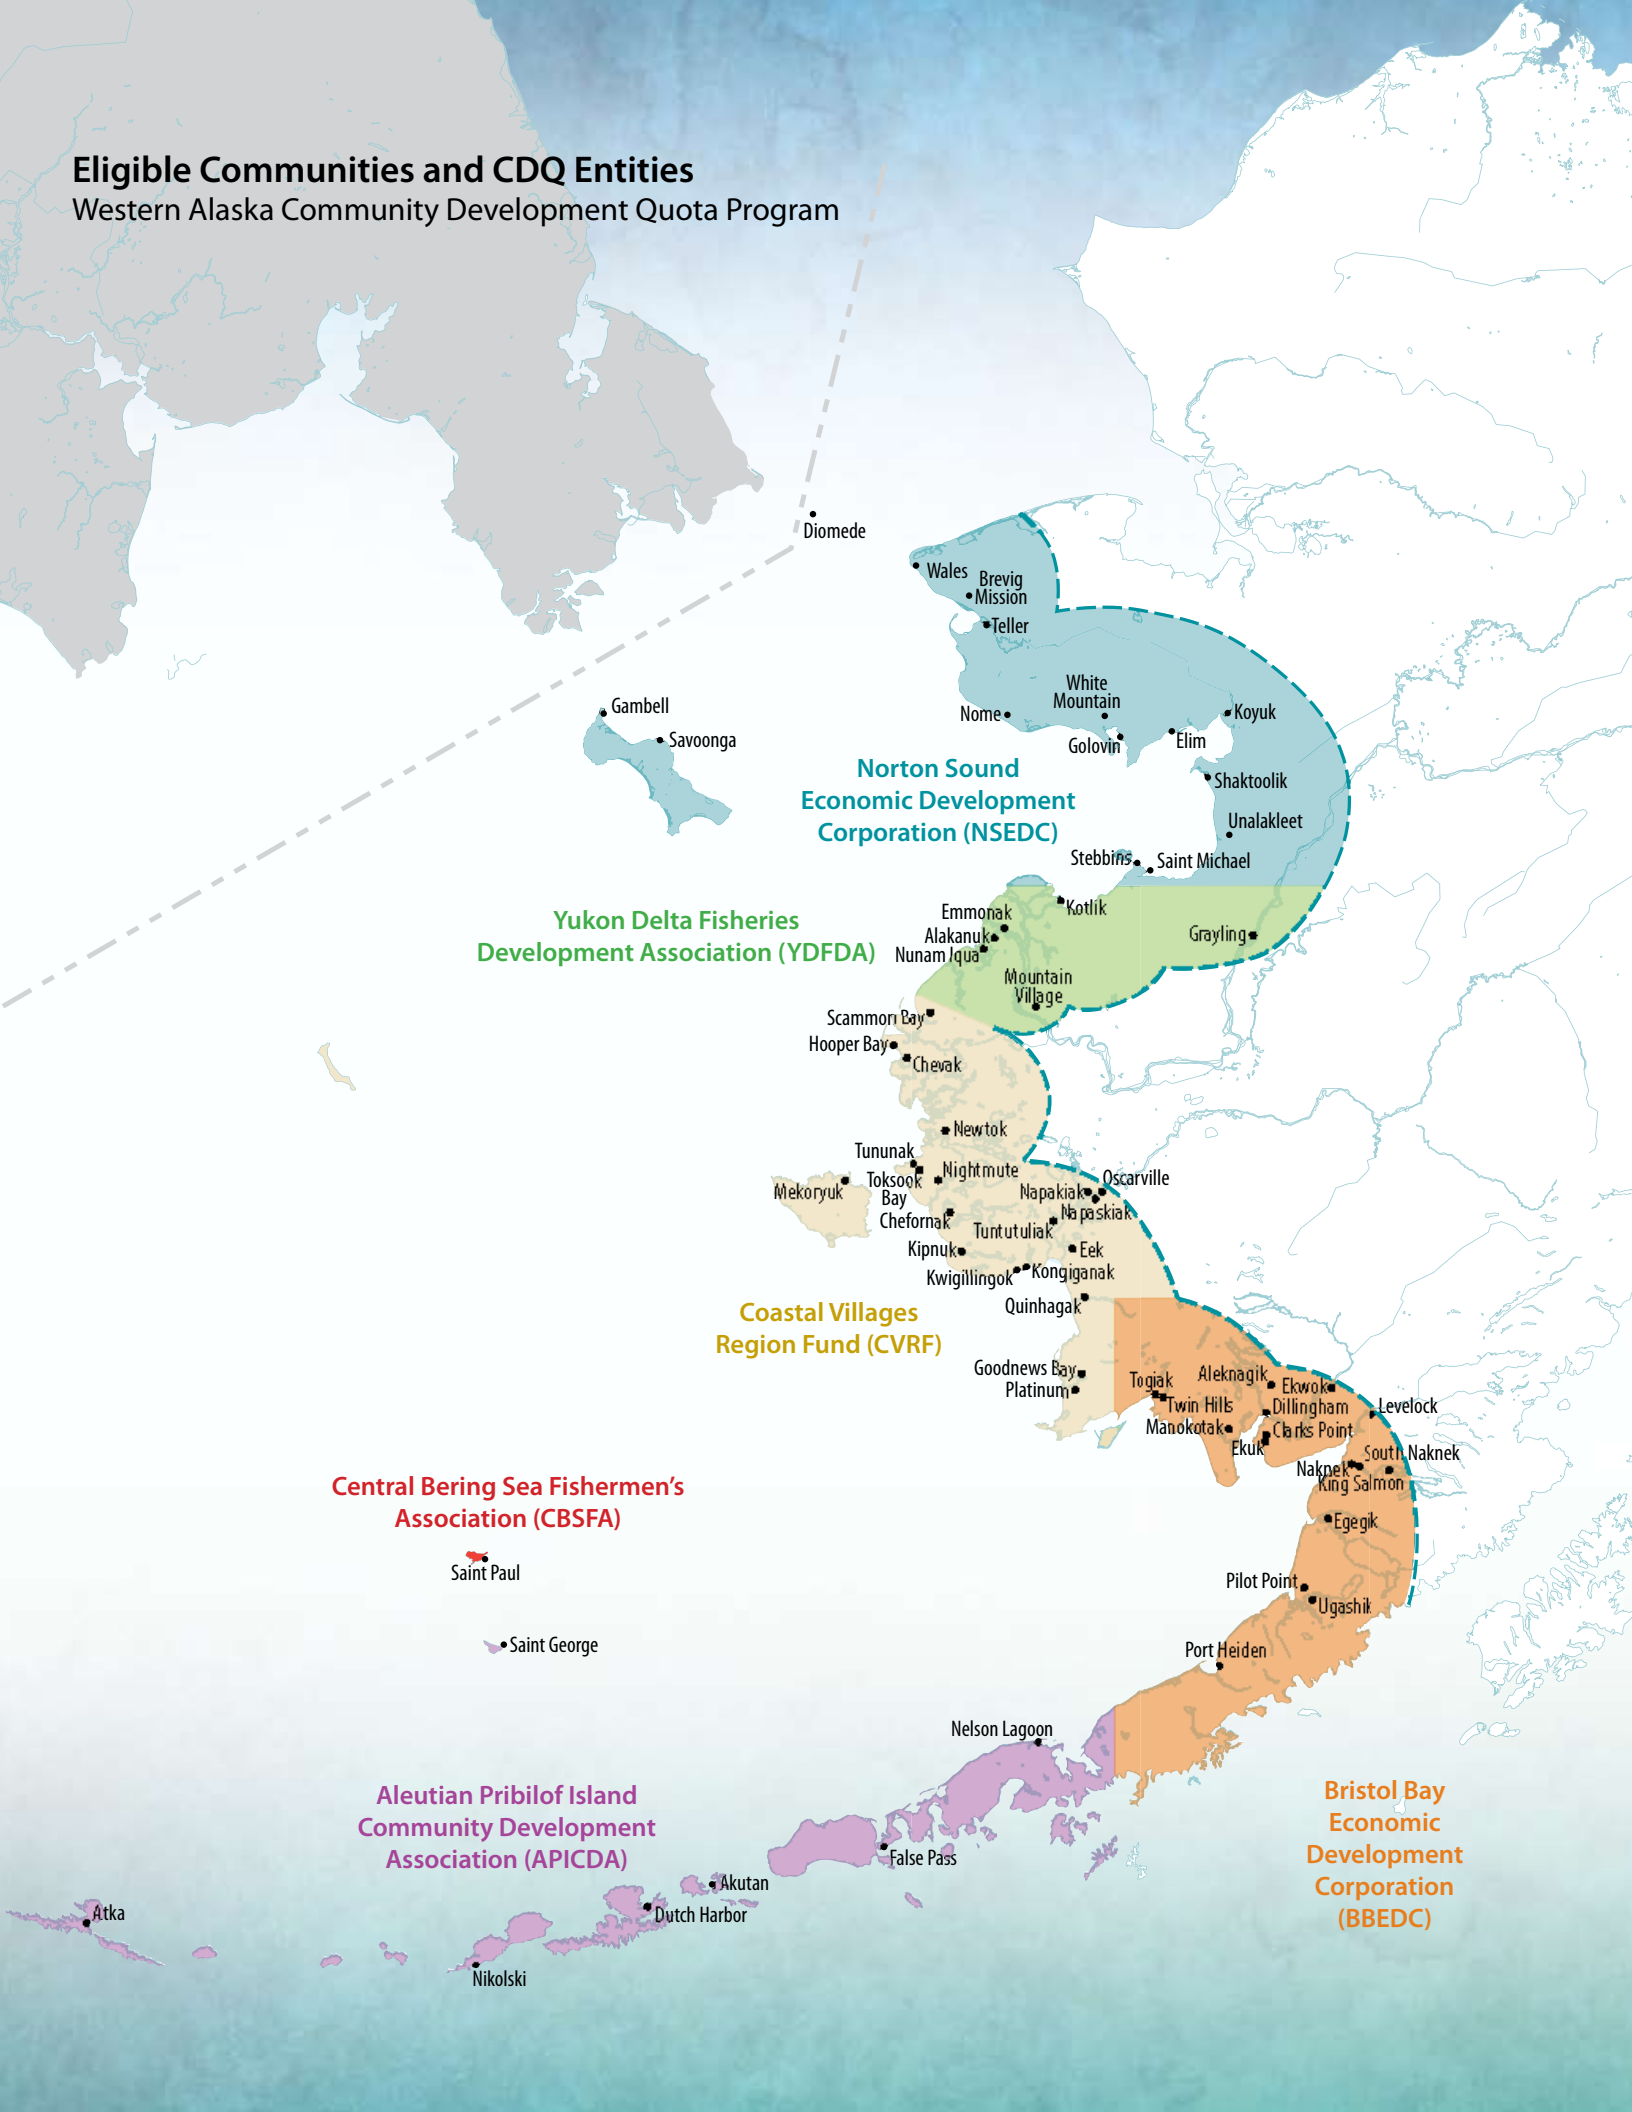 Eligible Communities and CDQ Entities
Western Alaska Community Development Quota Program
Diomede
Wales
Brevig
Mission
Teller
Gambell
Savoonga
White
Mountain
Nome
Koyuk
Golovin
Elim
Norton Sound
Economic Development
Corporation (NSEDC)
Shaktoolik
Unalakleet
Stebbins
Saint Michael
Yukon Delta Fisheries
Development Association (YDFDA)
Kotlik
Emmonak
Alakanuk
Nunam Iqua
Grayling
Mountain
Village
Scammon Bay
Hooper Bay
Chevak
Newtok
Tununak
Toksook
Bay
Nightmute
Mekoryuk
Oscarville
Napakiak
Napaskiak
Chefornak
Tuntutuliak
Kipnuk
Eek
Kwigillingok
Kongiganak
Quinhagak
Coastal Villages
Region Fund (CVRF)
Goodnews Bay
Platinum
Togiak
Twin Hills
Aleknagik
Ekwok
Dillingham
Levelock
Manokotak
Clarks Point
Ekuk
South Naknek
Naknek
King Salmon
Egegik
Central Bering Sea Fishermen's
Association (CBSFA)
Saint Paul
Pilot Point
Ugashik
Saint George
Port Heiden
Nelson Lagoon
Aleutian Pribilof Island
Community Development
Association (APICDA)
Bristol Bay
Economic
Development
Corporation
(BBEDC)
False Pass
Akutan
Dutch Harbor
Atka
Nikolski